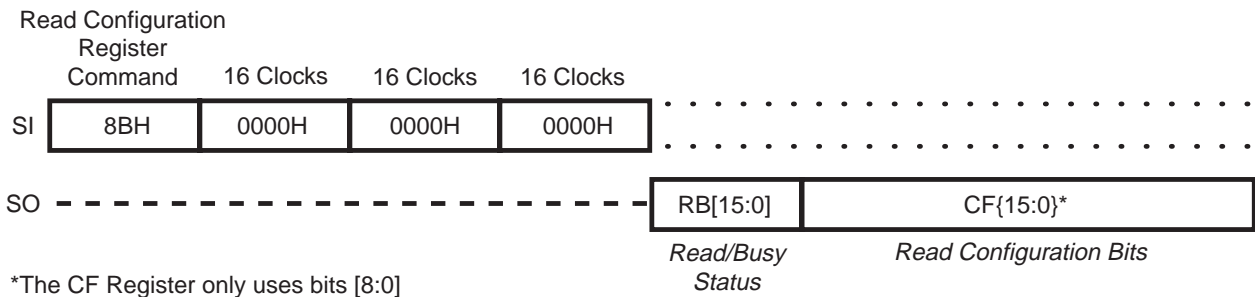 Read Configuration
Register
Command
16 Clocks
16 Clocks
16 Clocks
SI
8BH
0000H
0000H
0000H
SO
RB[15:0]
CF{15:0}*
Read/Busy
Status
Read Configuration Bits
*The CF Register only uses bits [8:0]